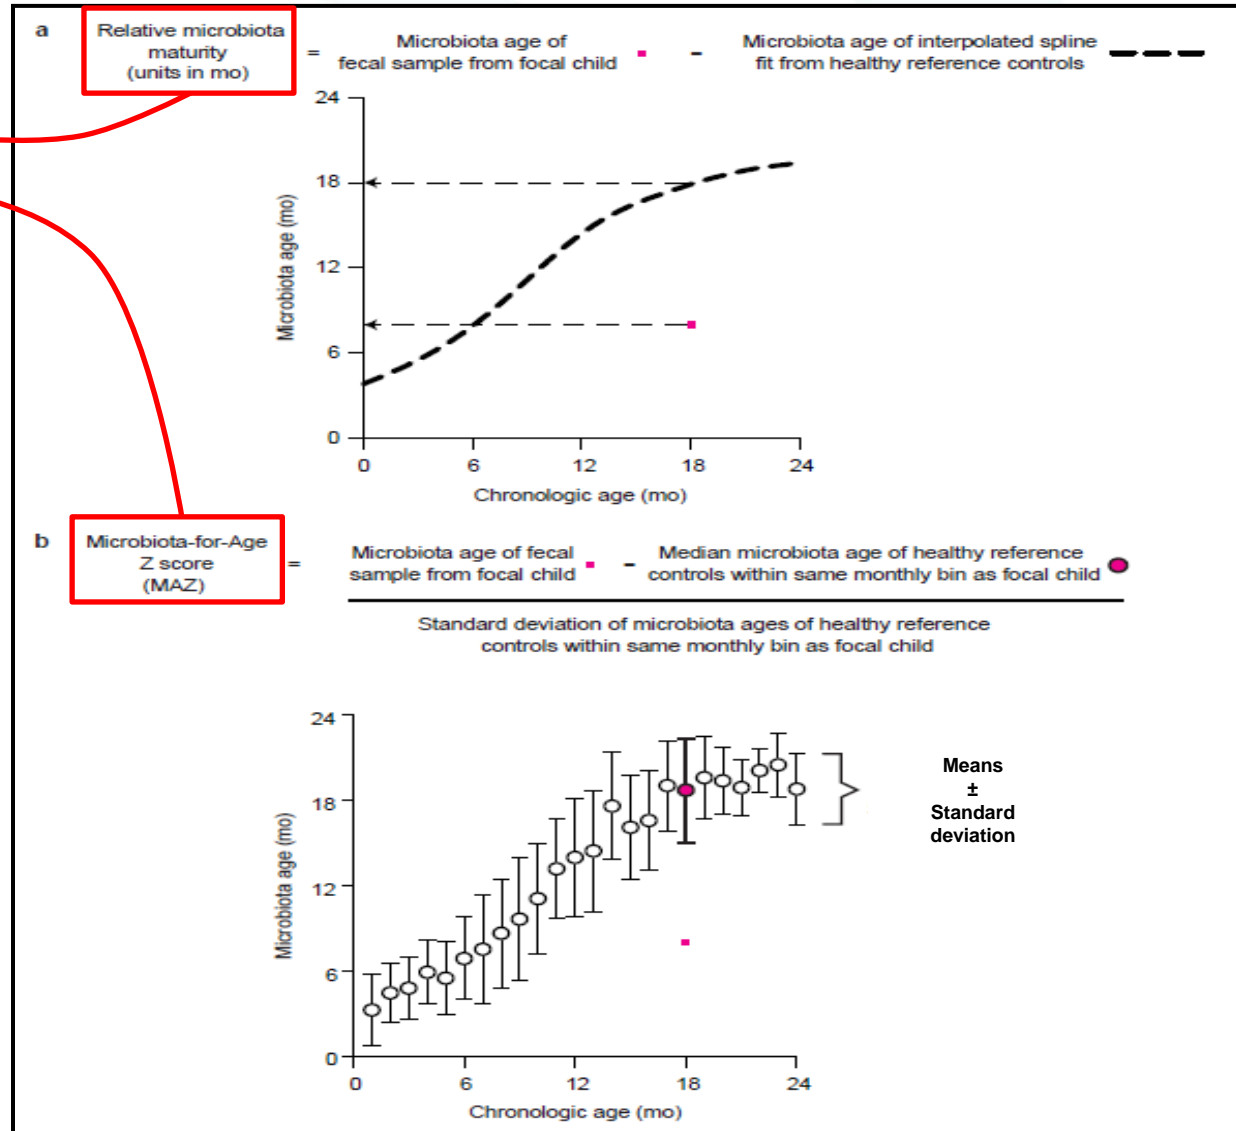 a
Relative microbiota
maturity
(units in mo)
=
Microbiota age of
fecal sample from focal child
-
Microbiota age of interpolated spline
fit from healthy reference controls
24
18
12
6
0
Microbiota age (mo)
0 6 12 18 24
Chronologic age (mo)
b
Microbiota-for-Age
Z score
(MAZ)
=
Microbiota age of fecal
sample from focal child
-
Median microbiota age of healthy reference
controls within same monthly bin as focal child
Standard deviation of microbiota ages of healthy reference
controls within same monthly bin as focal child
24
18
12
6
0
Microbiota age (mo)
0 6 12 18 24
Chronologic age (mo)
Means
±
Standard
deviation